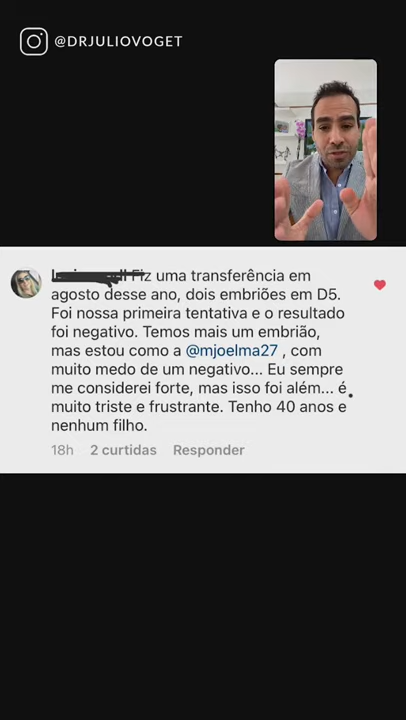 @DRJULIOVOGET
Fiz uma transferência em
agosto desse ano, dois embriões em D5.
Foi nossa primeira tentativa e o resultado
foi negativo. Temos mais um embrião,
mas estou como a @mjoelma27 , com
muito medo de um negativo... Eu sempre
me considerei forte, mas isso foi além... é
muito triste e frustrante. Tenho 40 anos e
nenhum filho.
18h 2 curtidas Responder